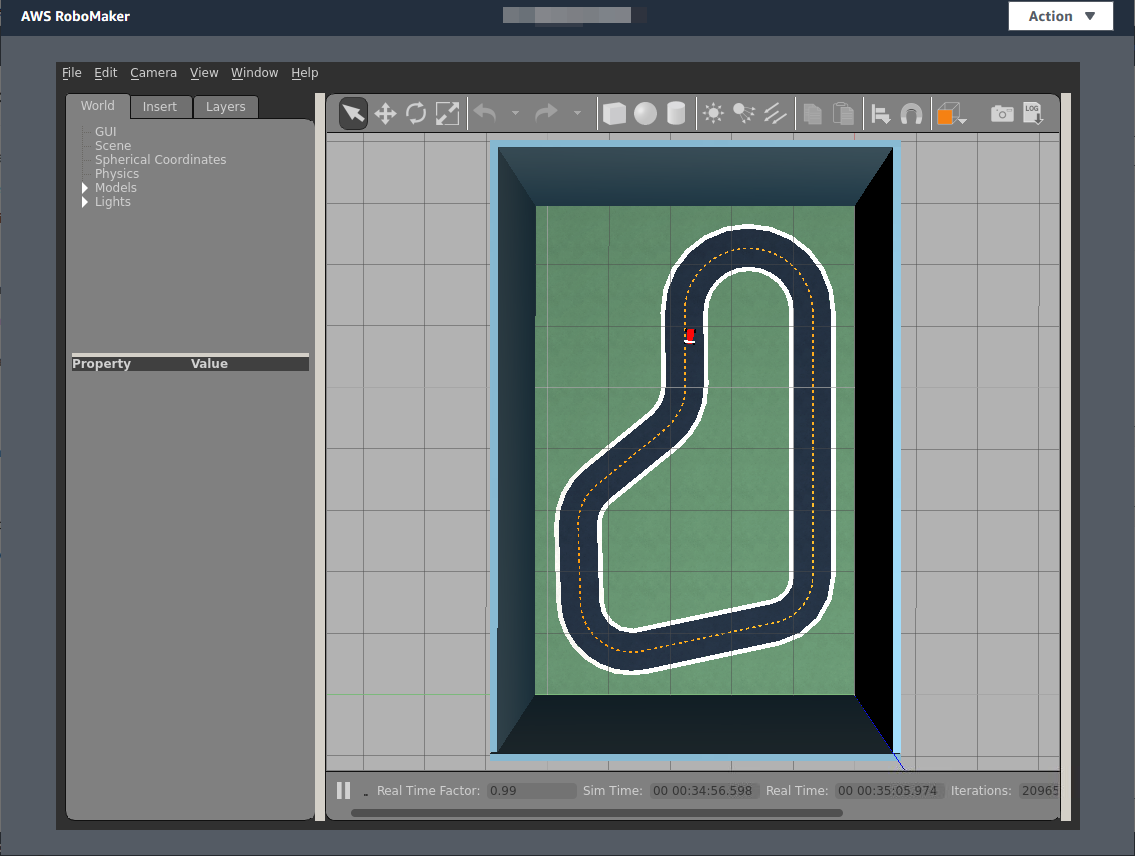 AWS RoboMaker
Action
File Edit Camera View Window Help
World Insert Layers
LOG
GUI
Scene
Spherical Coordinates
Physics
Models
Lights
Property Value
Real Time Factor: 0.99 Sim Time: 00 00:34:56.598 Real Time: 00 00:35:05.974 Iterations: 20965